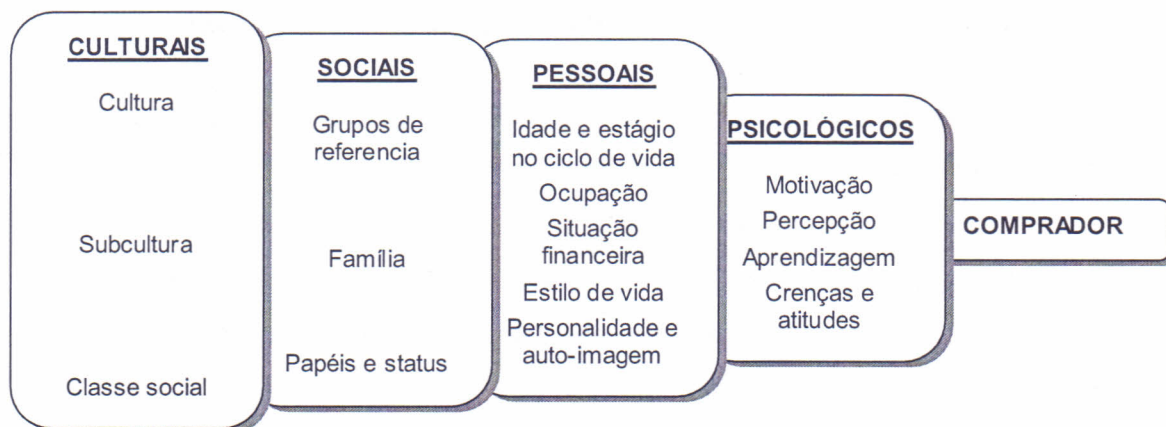 CULTURAIS
Cultura
Subcultura
Classe social
SOCIAIS
Grupos de
referencia
Família
Papéis e status
PESSOAIS
Idade e estágio
no ciclo de vida
Ocupação
Situação
financeira
Estilo de vida
Personalidade e
auto-imagem
PSICOLÓGICOS
Motivação
Percepção
Aprendizagem
Crenças e
atitudes
COMPRADOR